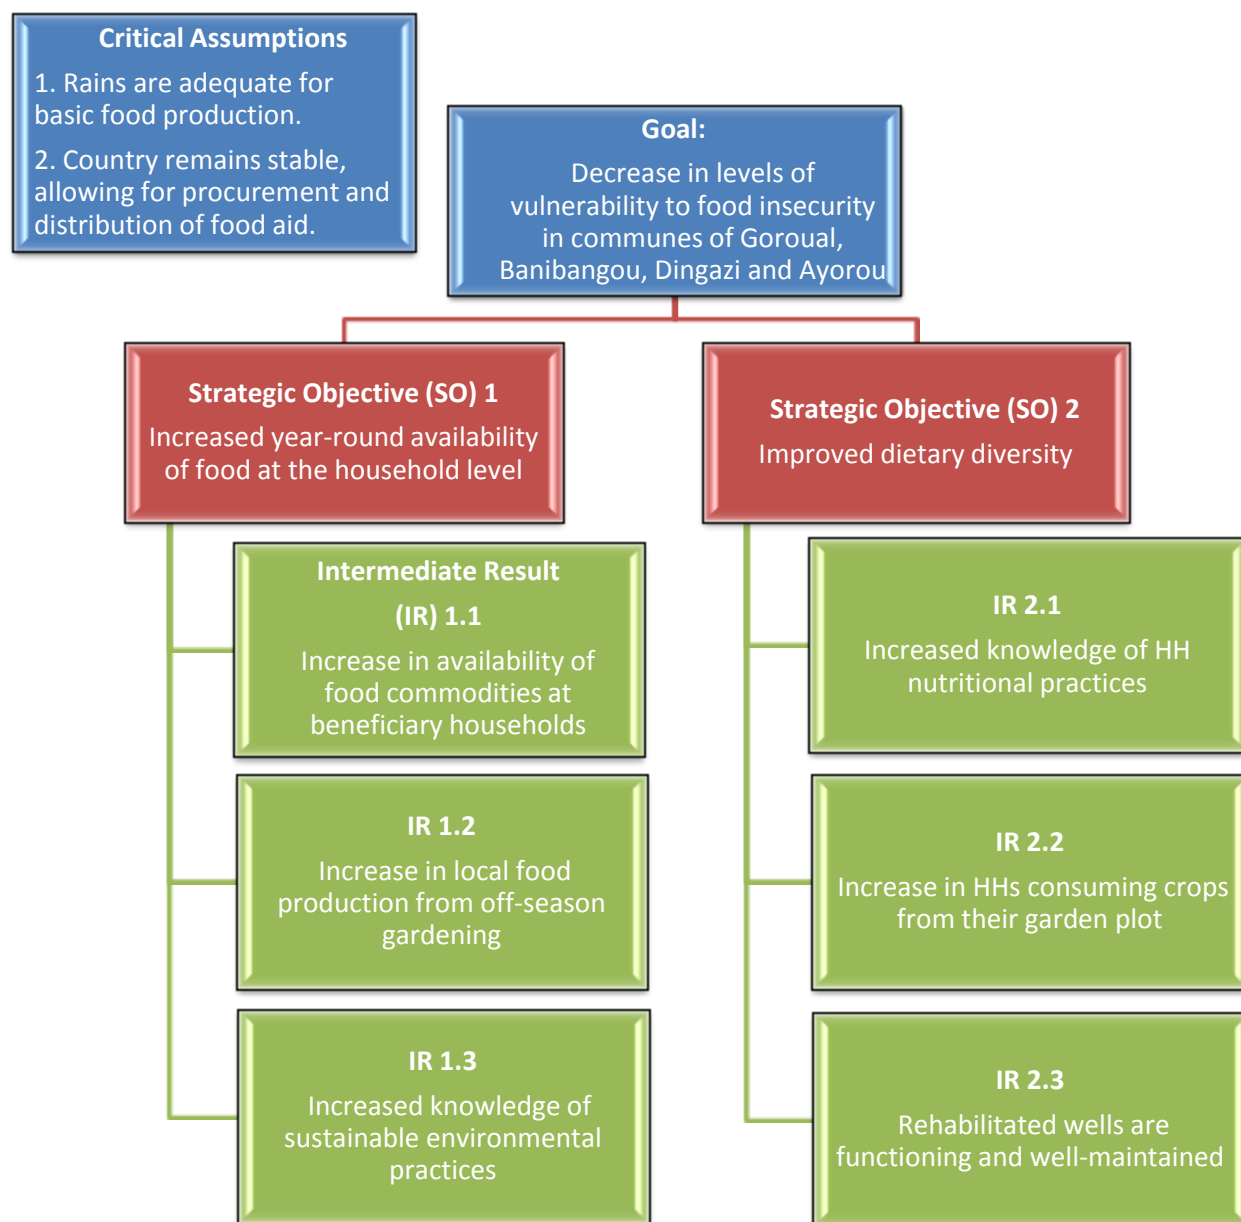 Critical Assumptions
1. Rains are adequate for
basic food production.
2. Country remains stable,
allowing for procurement and
distribution of food aid.
Goal:
Decrease in levels of
vulnerability to food insecurity
in communes of Goroual,
Banibangou, Dingazi and Ayorou
Strategic Objective (SO) 1
Increased year-round availability
of food at the household level
Strategic Objective (SO) 2
Improved dietary diversity
Intermediate Result
(IR) 1.1
Increase in availability of
food commodities at
beneficiary households
IR 1.2
Increase in local food
production from off-season
gardening
IR 1.3
Increased knowledge of
sustainable environmental
practices
IR 2.1
Increased knowledge of HH
nutritional practices
IR 2.2
Increase in HHs consuming crops
from their garden plot
IR 2.3
Rehabilitated wells are
functioning and well-maintained